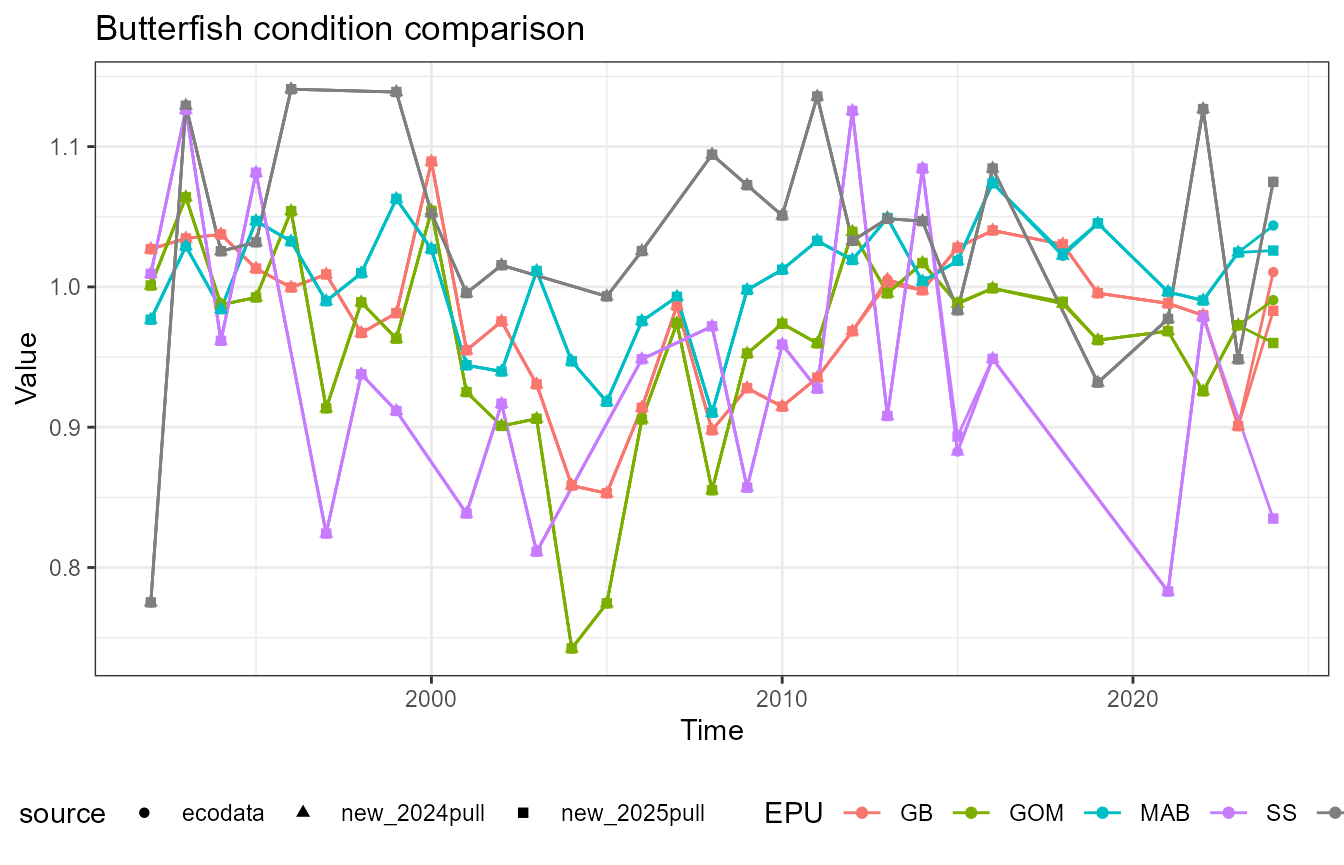 Butterfish condition comparison
1.1
1.0
0.9
0.8
Value
2000 2010 2020
Time
source ecodata new_2024pull new_2025pull EPU GB GOM MAB SS